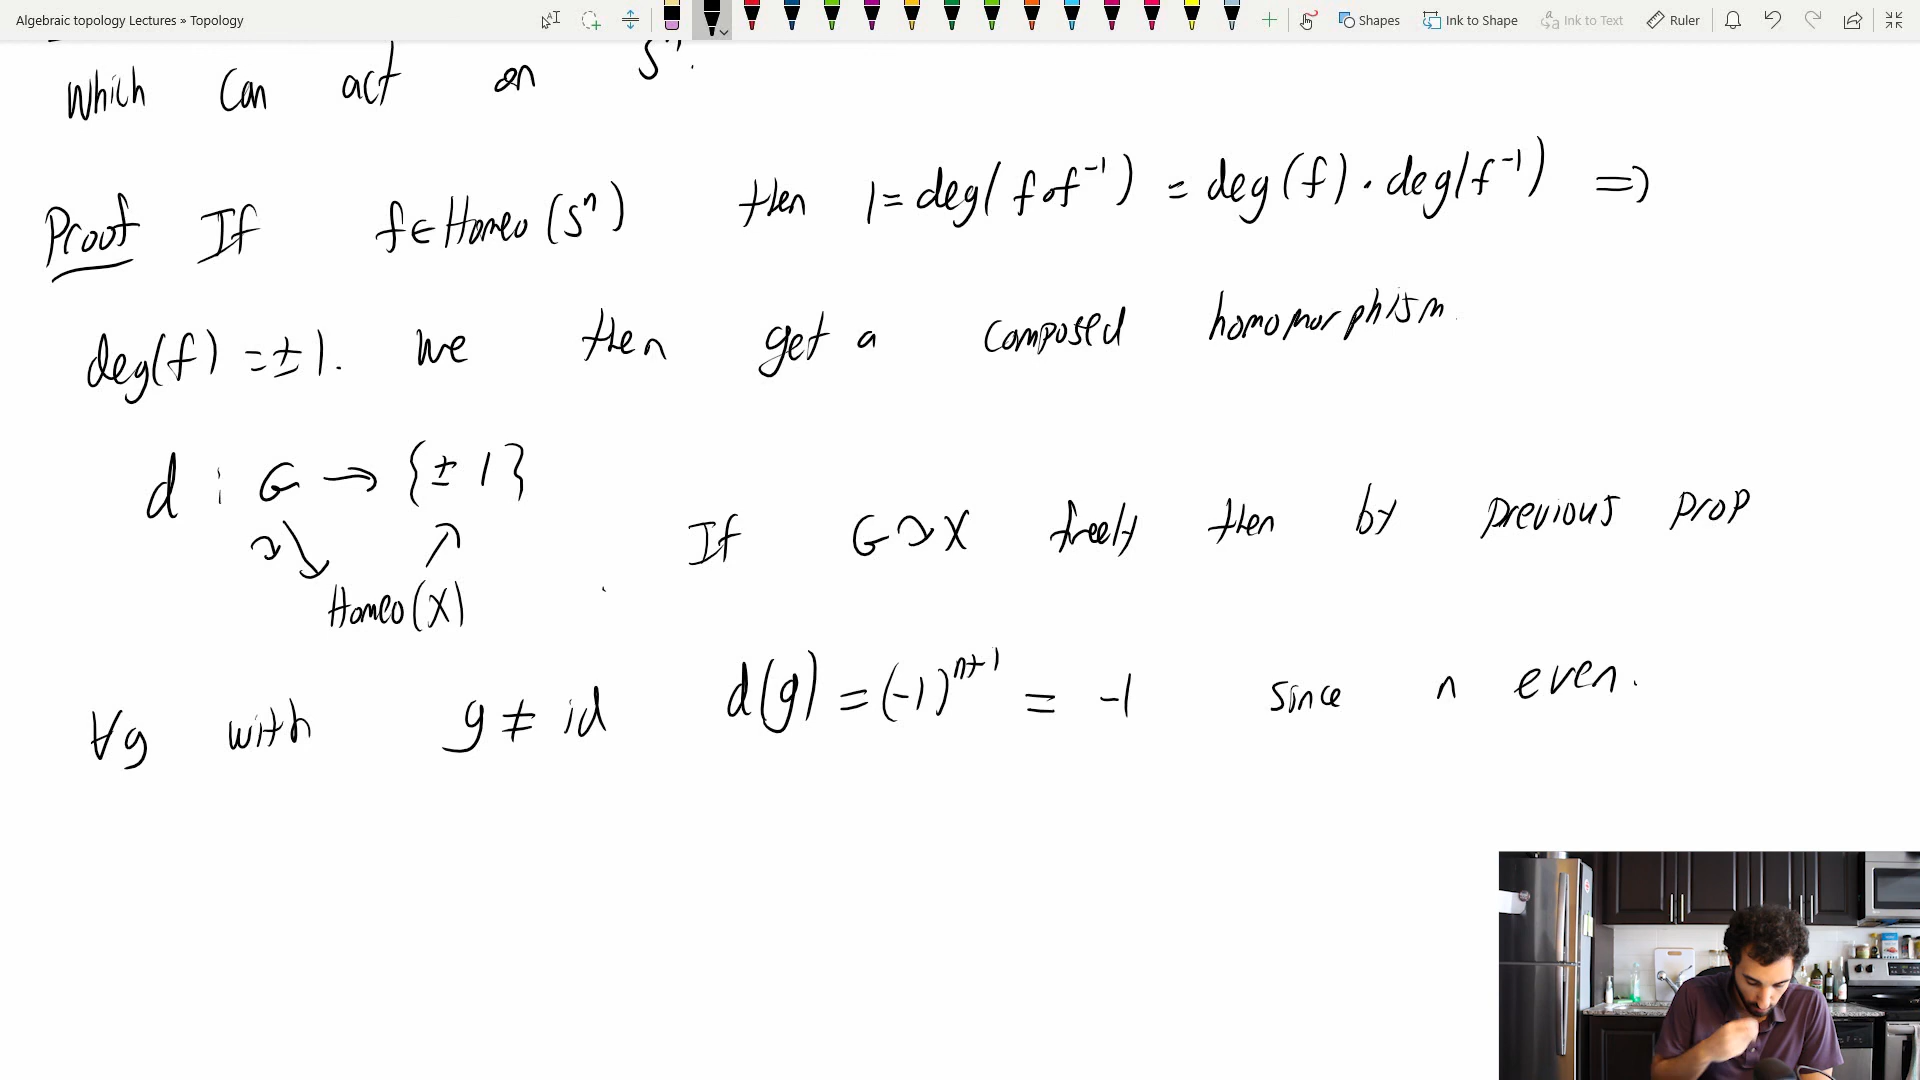 Algebraic topology Lectures » Topology
Shapes Ink to Shape Ink to Text Ruler
which can act on Sⁿ.
Proof If f∈Homeo(Sⁿ) then 1=deg(f∘f⁻¹) = deg(f)·deg(f⁻¹) ⇒
deg(f)=±1. we then get a composed homomorphism
d : G → {±1}
Homeo(X)
If G↷X freely then by previous prop
∀g with g≠id d(g)=(-1)ⁿ⁺¹ = -1 since n even.